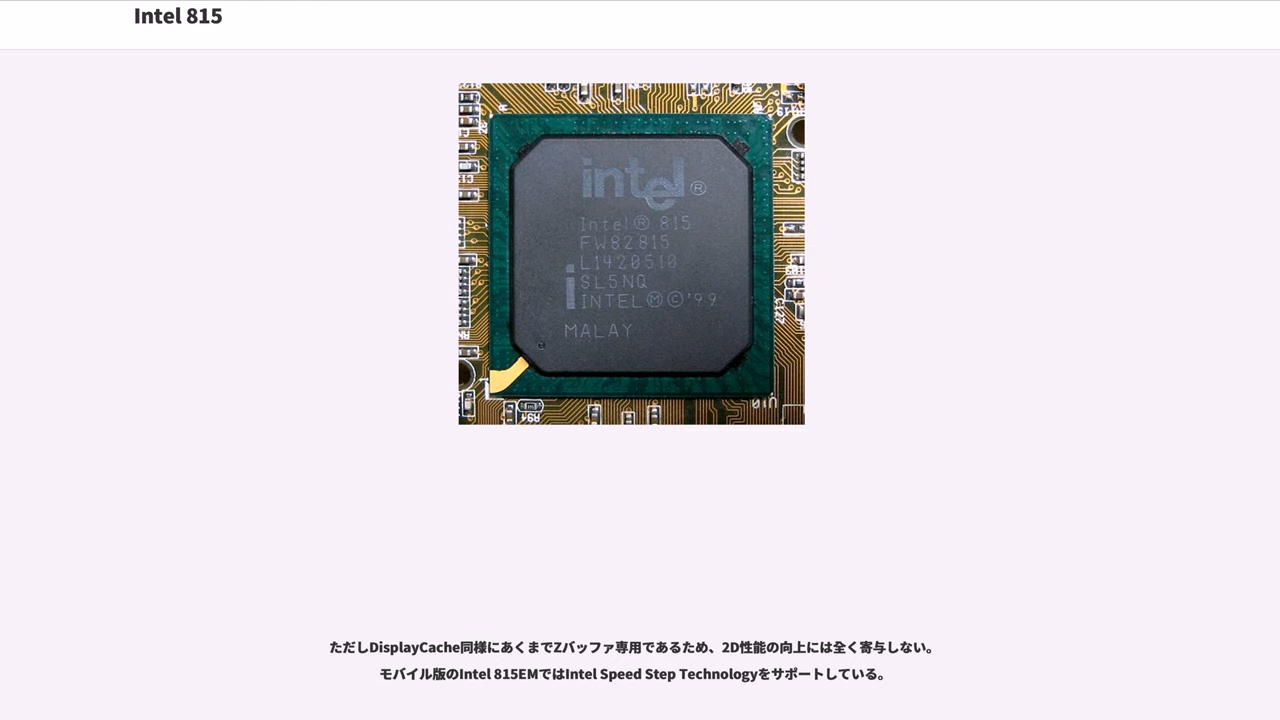 Intel 815
intel®
Intel® 815
FW82815
L1420510
SL5NQ
INTELⓂ©'99
MALAY
R94
U10
ただしDisplayCache同様にあくまでZバッファ専用であるため、2D性能の向上には全く寄与しない。
モバイル版のIntel 815EMではIntel Speed Step Technologyをサポートしている。